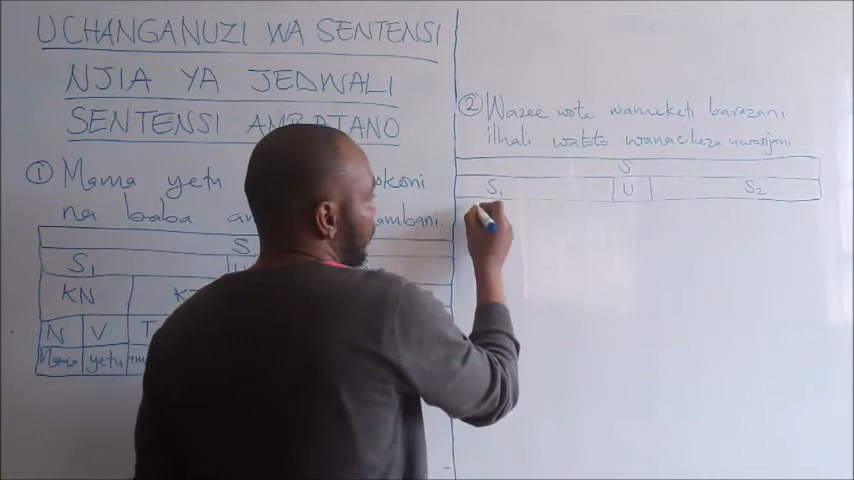 UCHANGANUZI WA SENTENSI
NJIA YA JEDWALI
SENTENSI AMBATANO
① Mama yetu
na baba
S
S₁
KN
N V T
Mama yetu
② Wazee wote wameketi barazani
ilhali watoto wanacheza uwanjani
S
S₁ U S₂